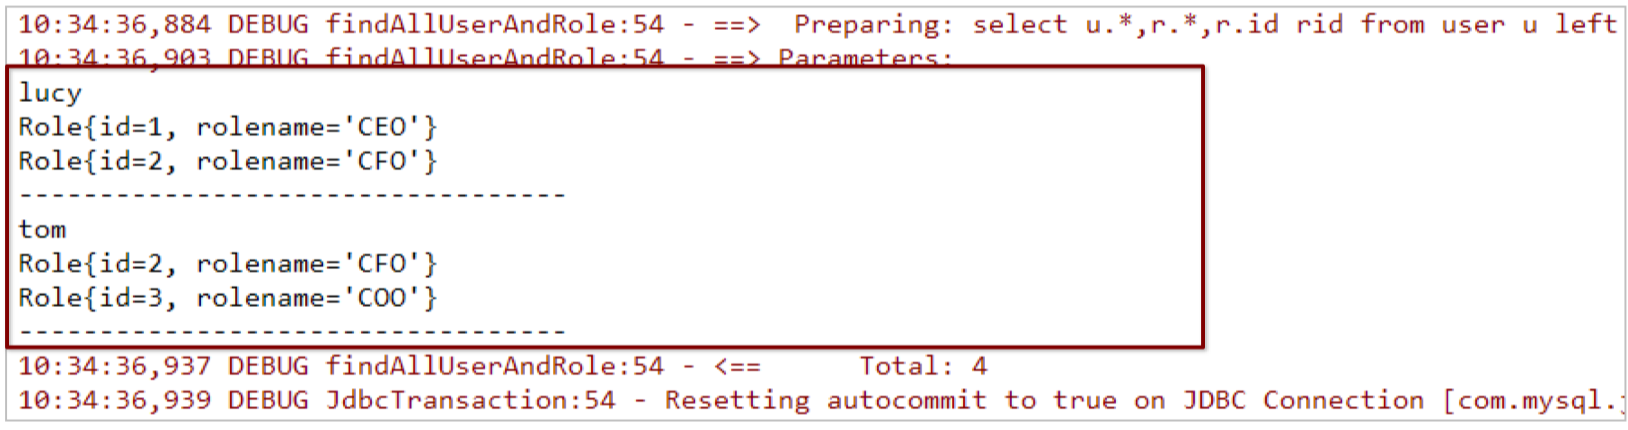 10:34:36,884 DEBUG findAllUserAndRole:54 - ==>  Preparing: select u.*,r.*,r.id rid from user u left
10:34:36,903 DEBUG findAllUserAndRole:54 - ==> Parameters:
lucy
Role{id=1, rolename='CEO'}
Role{id=2, rolename='CFO'}
-----------------------------------
tom
Role{id=2, rolename='CFO'}
Role{id=3, rolename='COO'}
-----------------------------------
10:34:36,937 DEBUG findAllUserAndRole:54 - <==      Total: 4
10:34:36,939 DEBUG JdbcTransaction:54 - Resetting autocommit to true on JDBC Connection [com.mysql.